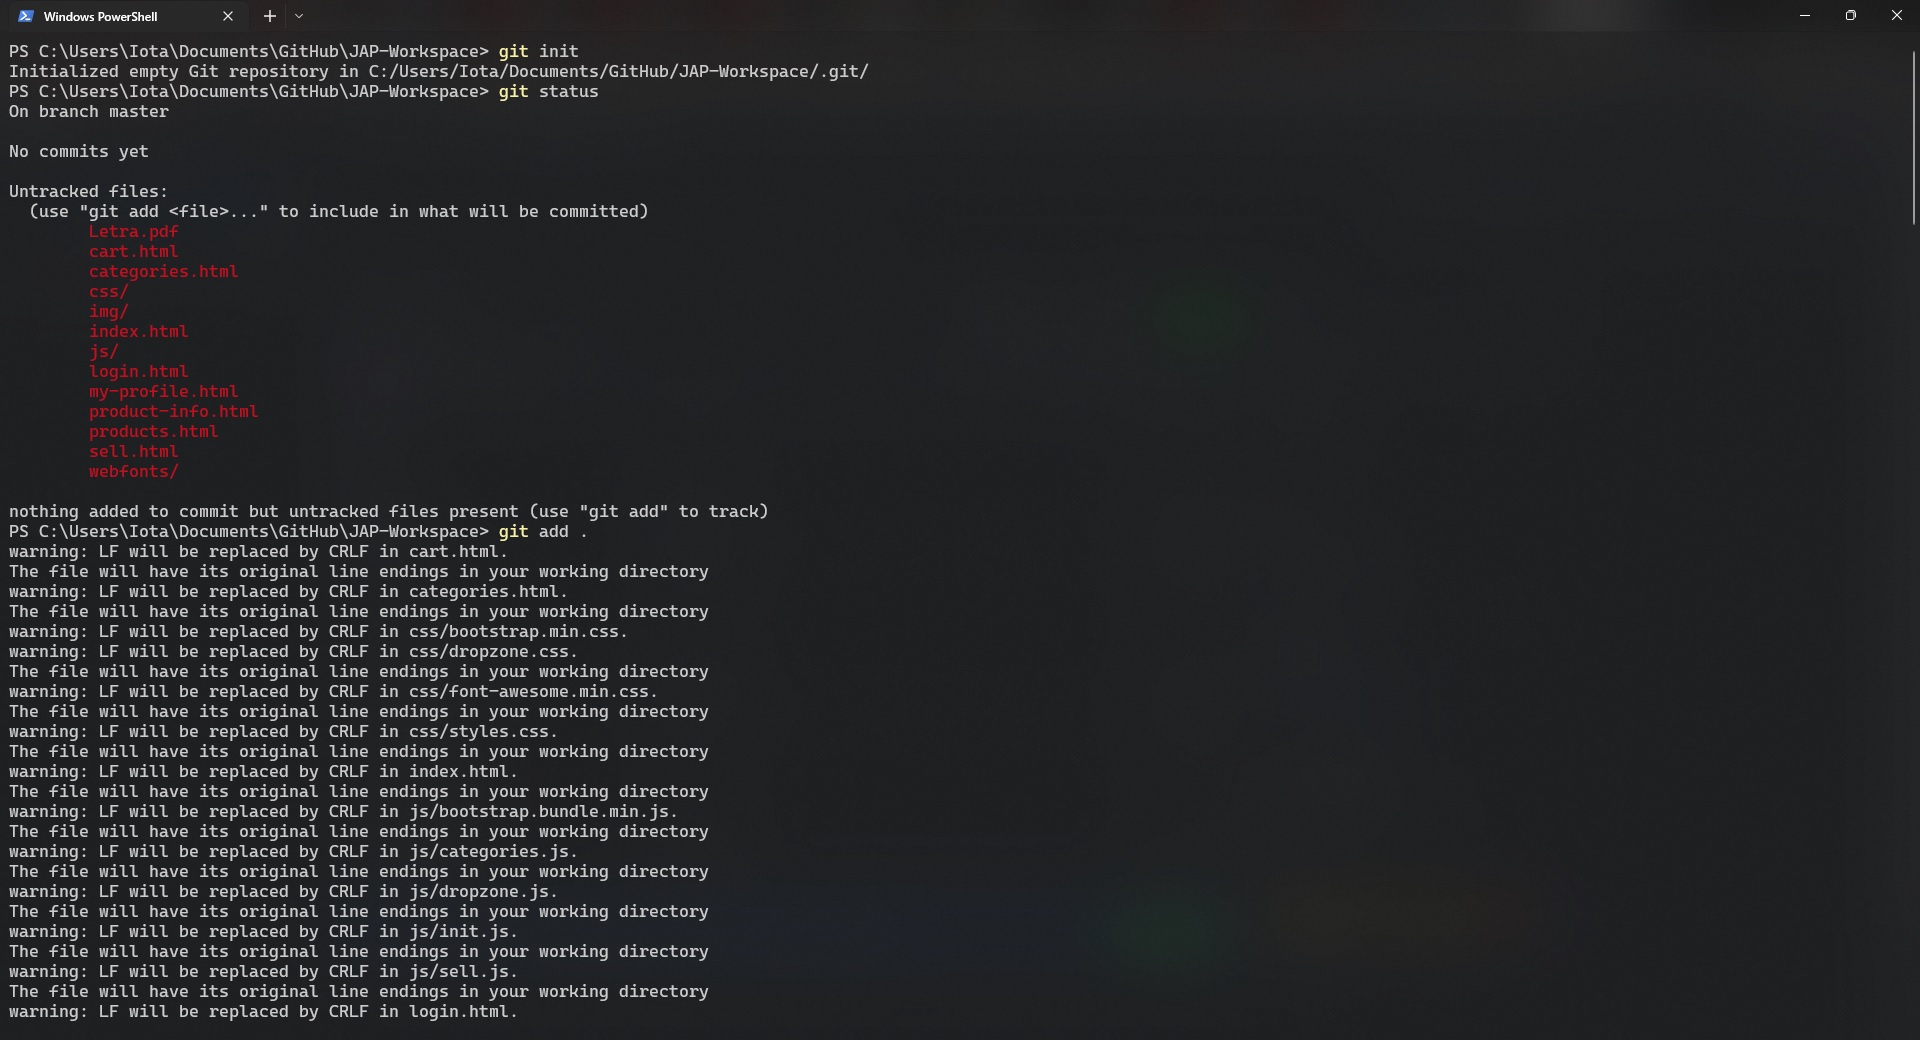 Windows PowerShell
PS C:\Users\Iota\Documents\GitHub\JAP-Workspace> git init
Initialized empty Git repository in C:/Users/Iota/Documents/GitHub/JAP-Workspace/.git/
PS C:\Users\Iota\Documents\GitHub\JAP-Workspace> git status
On branch master
No commits yet
Untracked files:
  (use "git add <file>..." to include in what will be committed)
        Letra.pdf
        cart.html
        categories.html
        css/
        img/
        index.html
        js/
        login.html
        my-profile.html
        product-info.html
        products.html
        sell.html
        webfonts/
nothing added to commit but untracked files present (use "git add" to track)
PS C:\Users\Iota\Documents\GitHub\JAP-Workspace> git add .
warning: LF will be replaced by CRLF in cart.html.
The file will have its original line endings in your working directory
warning: LF will be replaced by CRLF in categories.html.
The file will have its original line endings in your working directory
warning: LF will be replaced by CRLF in css/bootstrap.min.css.
warning: LF will be replaced by CRLF in css/dropzone.css.
The file will have its original line endings in your working directory
warning: LF will be replaced by CRLF in css/font-awesome.min.css.
The file will have its original line endings in your working directory
warning: LF will be replaced by CRLF in css/styles.css.
The file will have its original line endings in your working directory
warning: LF will be replaced by CRLF in index.html.
The file will have its original line endings in your working directory
warning: LF will be replaced by CRLF in js/bootstrap.bundle.min.js.
The file will have its original line endings in your working directory
warning: LF will be replaced by CRLF in js/categories.js.
The file will have its original line endings in your working directory
warning: LF will be replaced by CRLF in js/dropzone.js.
The file will have its original line endings in your working directory
warning: LF will be replaced by CRLF in js/init.js.
The file will have its original line endings in your working directory
warning: LF will be replaced by CRLF in js/sell.js.
The file will have its original line endings in your working directory
warning: LF will be replaced by CRLF in login.html.